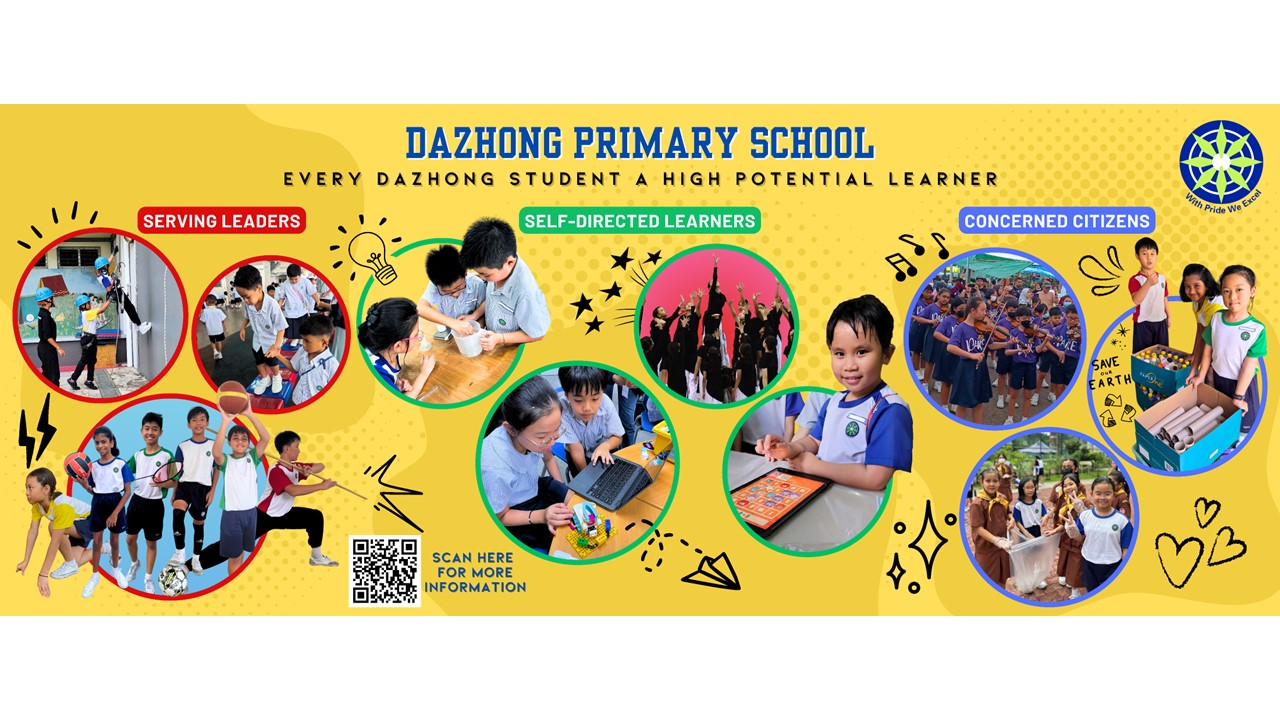 DAZHONG PRIMARY SCHOOL
EVERY DAZHONG STUDENT A HIGH POTENTIAL LEARNER
With Pride We Excel
SERVING LEADERS
SELF-DIRECTED LEARNERS
CONCERNED CITIZENS
SAVE
OUR
EARTH
SCAN HERE
FOR MORE
INFORMATION